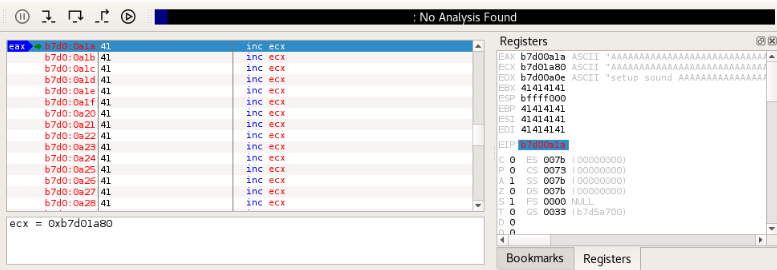 : No Analysis Found
eax b7d0:0a1a 41 inc ecx
b7d0:0a1b 41 inc ecx
b7d0:0a1c 41 inc ecx
b7d0:0a1d 41 inc ecx
b7d0:0a1e 41 inc ecx
b7d0:0a1f 41 inc ecx
b7d0:0a20 41 inc ecx
b7d0:0a21 41 inc ecx
b7d0:0a22 41 inc ecx
b7d0:0a23 41 inc ecx
b7d0:0a24 41 inc ecx
b7d0:0a25 41 inc ecx
b7d0:0a26 41 inc ecx
b7d0:0a27 41 inc ecx
b7d0:0a28 41 inc ecx
ecx = 0xb7d01a80
Registers
EAX b7d00a1a ASCII "AAAAAAAAAAAAAAAAAAAAAAAAAAAA
ECX b7d01a80 ASCII "AAAAAAAAAAAAAAAAAAAAAAAAAAAA
EDX b7d00a0e ASCII "setup sound AAAAAAAAAAAAAAAA
EBX 41414141
ESP bffff000
EBP 41414141
ESI 41414141
EDI 41414141
EIP b7d00a1a
C 0 ES 007b (00000000)
P 0 CS 0073 (00000000)
A 1 SS 007b (00000000)
Z 0 DS 007b (00000000)
S 1 FS 0000 NULL
T 0 GS 0033 (b7d5a700)
D 0
Bookmarks Registers